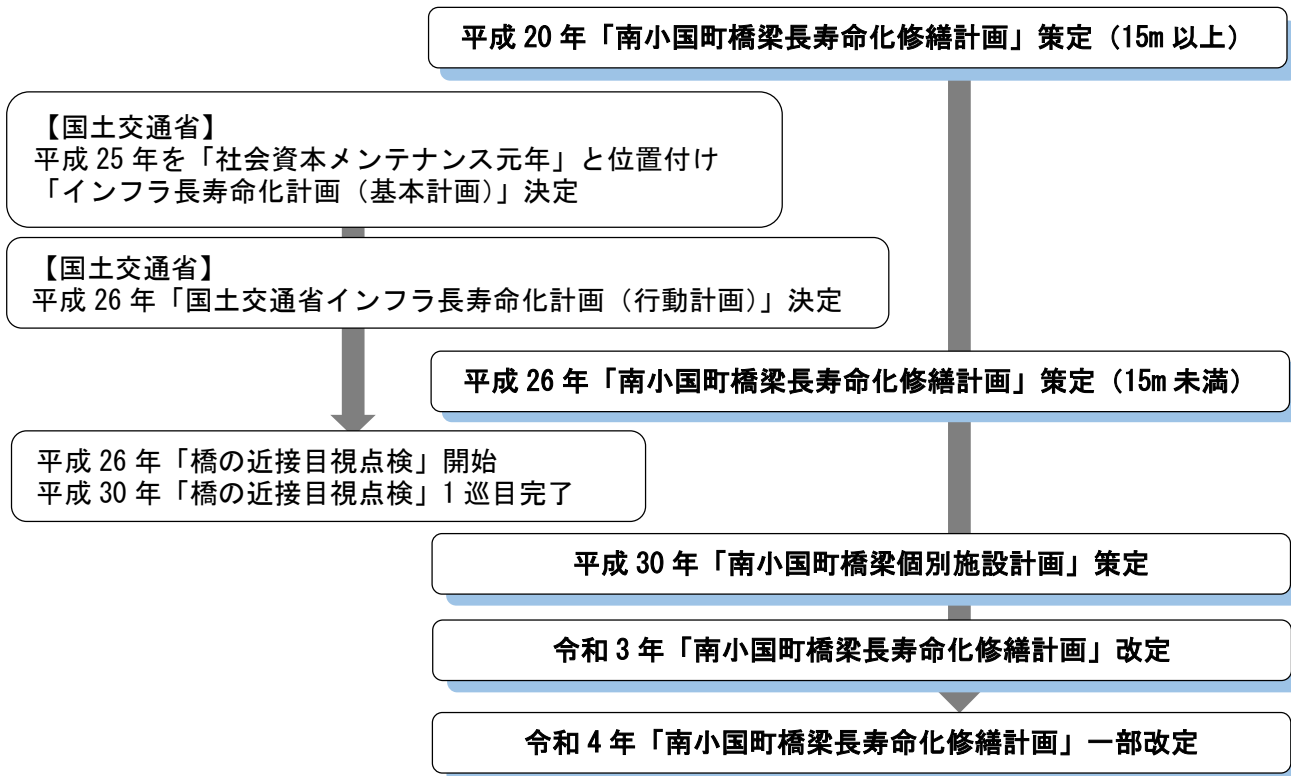 平成 20 年「南小国町橋梁長寿命化修繕計画」策定（15m 以上）
【国土交通省】
平成 25 年を「社会資本メンテナンス元年」と位置付け
「インフラ長寿命化計画（基本計画）」決定
【国土交通省】
平成 26 年「国土交通省インフラ長寿命化計画（行動計画）」決定
平成 26 年「南小国町橋梁長寿命化修繕計画」策定（15m 未満）
平成 26 年「橋の近接目視点検」開始
平成 30 年「橋の近接目視点検」1 巡目完了
平成 30 年「南小国町橋梁個別施設計画」策定
令和 3 年「南小国町橋梁長寿命化修繕計画」改定
令和 4 年「南小国町橋梁長寿命化修繕計画」一部改定